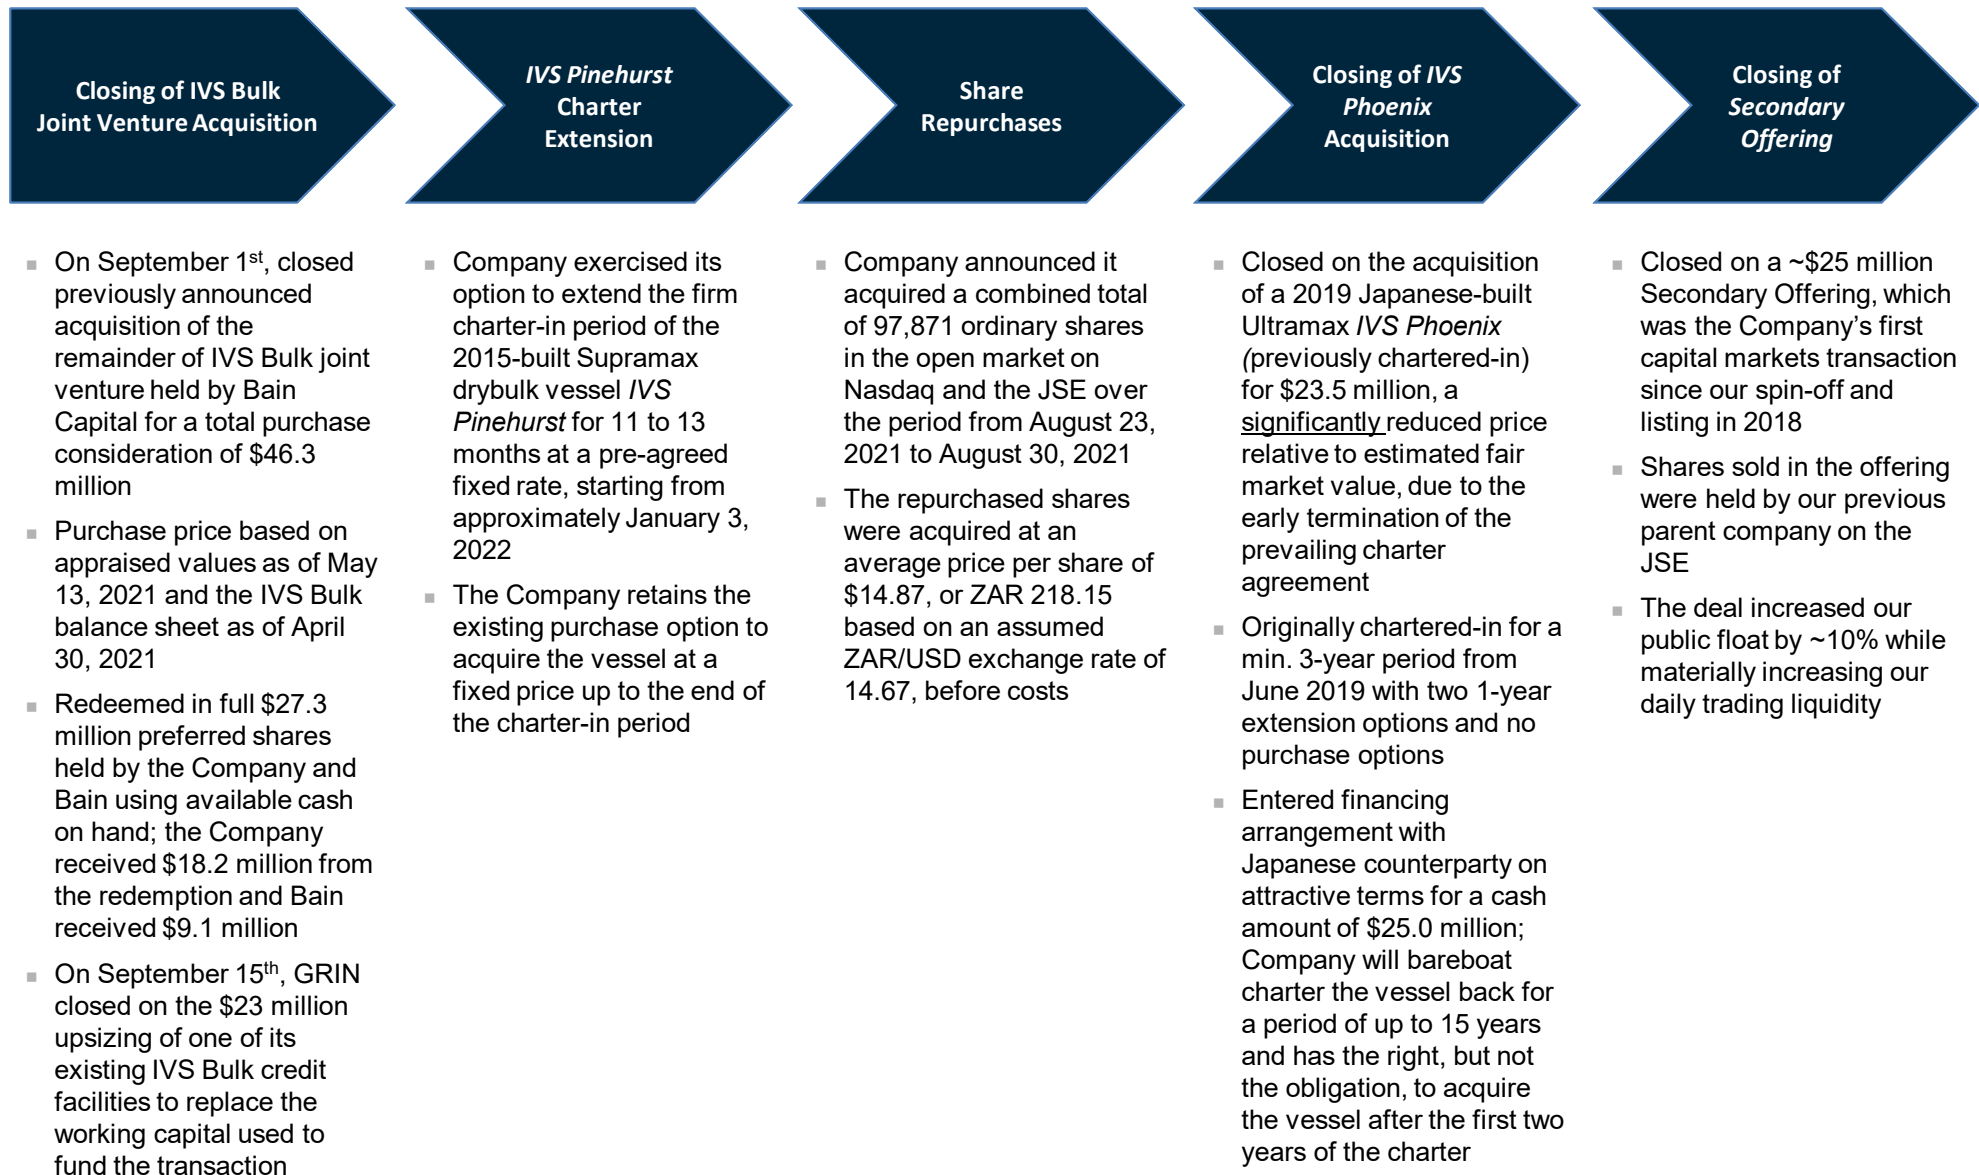 Closing of IVS Bulk
Joint Venture Acquisition
IVS Pinehurst
Charter
Extension
Share
Repurchases
Closing of IVS
Phoenix
Acquisition
Closing of
Secondary
Offering
▪ On September 1st, closed
previously announced
acquisition of the
remainder of IVS Bulk joint
venture held by Bain
Capital for a total purchase
consideration of $46.3
million
▪ Purchase price based on
appraised values as of May
13, 2021 and the IVS Bulk
balance sheet as of April
30, 2021
▪ Redeemed in full $27.3
million preferred shares
held by the Company and
Bain using available cash
on hand; the Company
received $18.2 million from
the redemption and Bain
received $9.1 million
▪ On September 15th, GRIN
closed on the $23 million
upsizing of one of its
existing IVS Bulk credit
facilities to replace the
working capital used to
fund the transaction
▪ Company exercised its
option to extend the firm
charter-in period of the
2015-built Supramax
drybulk vessel IVS
Pinehurst for 11 to 13
months at a pre-agreed
fixed rate, starting from
approximately January 3,
2022
▪ The Company retains the
existing purchase option to
acquire the vessel at a
fixed price up to the end of
the charter-in period
▪ Company announced it
acquired a combined total
of 97,871 ordinary shares
in the open market on
Nasdaq and the JSE over
the period from August 23,
2021 to August 30, 2021
▪ The repurchased shares
were acquired at an
average price per share of
$14.87, or ZAR 218.15
based on an assumed
ZAR/USD exchange rate of
14.67, before costs
▪ Closed on the acquisition
of a 2019 Japanese-built
Ultramax IVS Phoenix
(previously chartered-in)
for $23.5 million, a
significantly reduced price
relative to estimated fair
market value, due to the
early termination of the
prevailing charter
agreement
▪ Originally chartered-in for a
min. 3-year period from
June 2019 with two 1-year
extension options and no
purchase options
▪ Entered financing
arrangement with
Japanese counterparty on
attractive terms for a cash
amount of $25.0 million;
Company will bareboat
charter the vessel back for
a period of up to 15 years
and has the right, but not
the obligation, to acquire
the vessel after the first two
years of the charter
▪ Closed on a ~$25 million
Secondary Offering, which
was the Company’s first
capital markets transaction
since our spin-off and
listing in 2018
▪ Shares sold in the offering
were held by our previous
parent company on the
JSE
▪ The deal increased our
public float by ~10% while
materially increasing our
daily trading liquidity